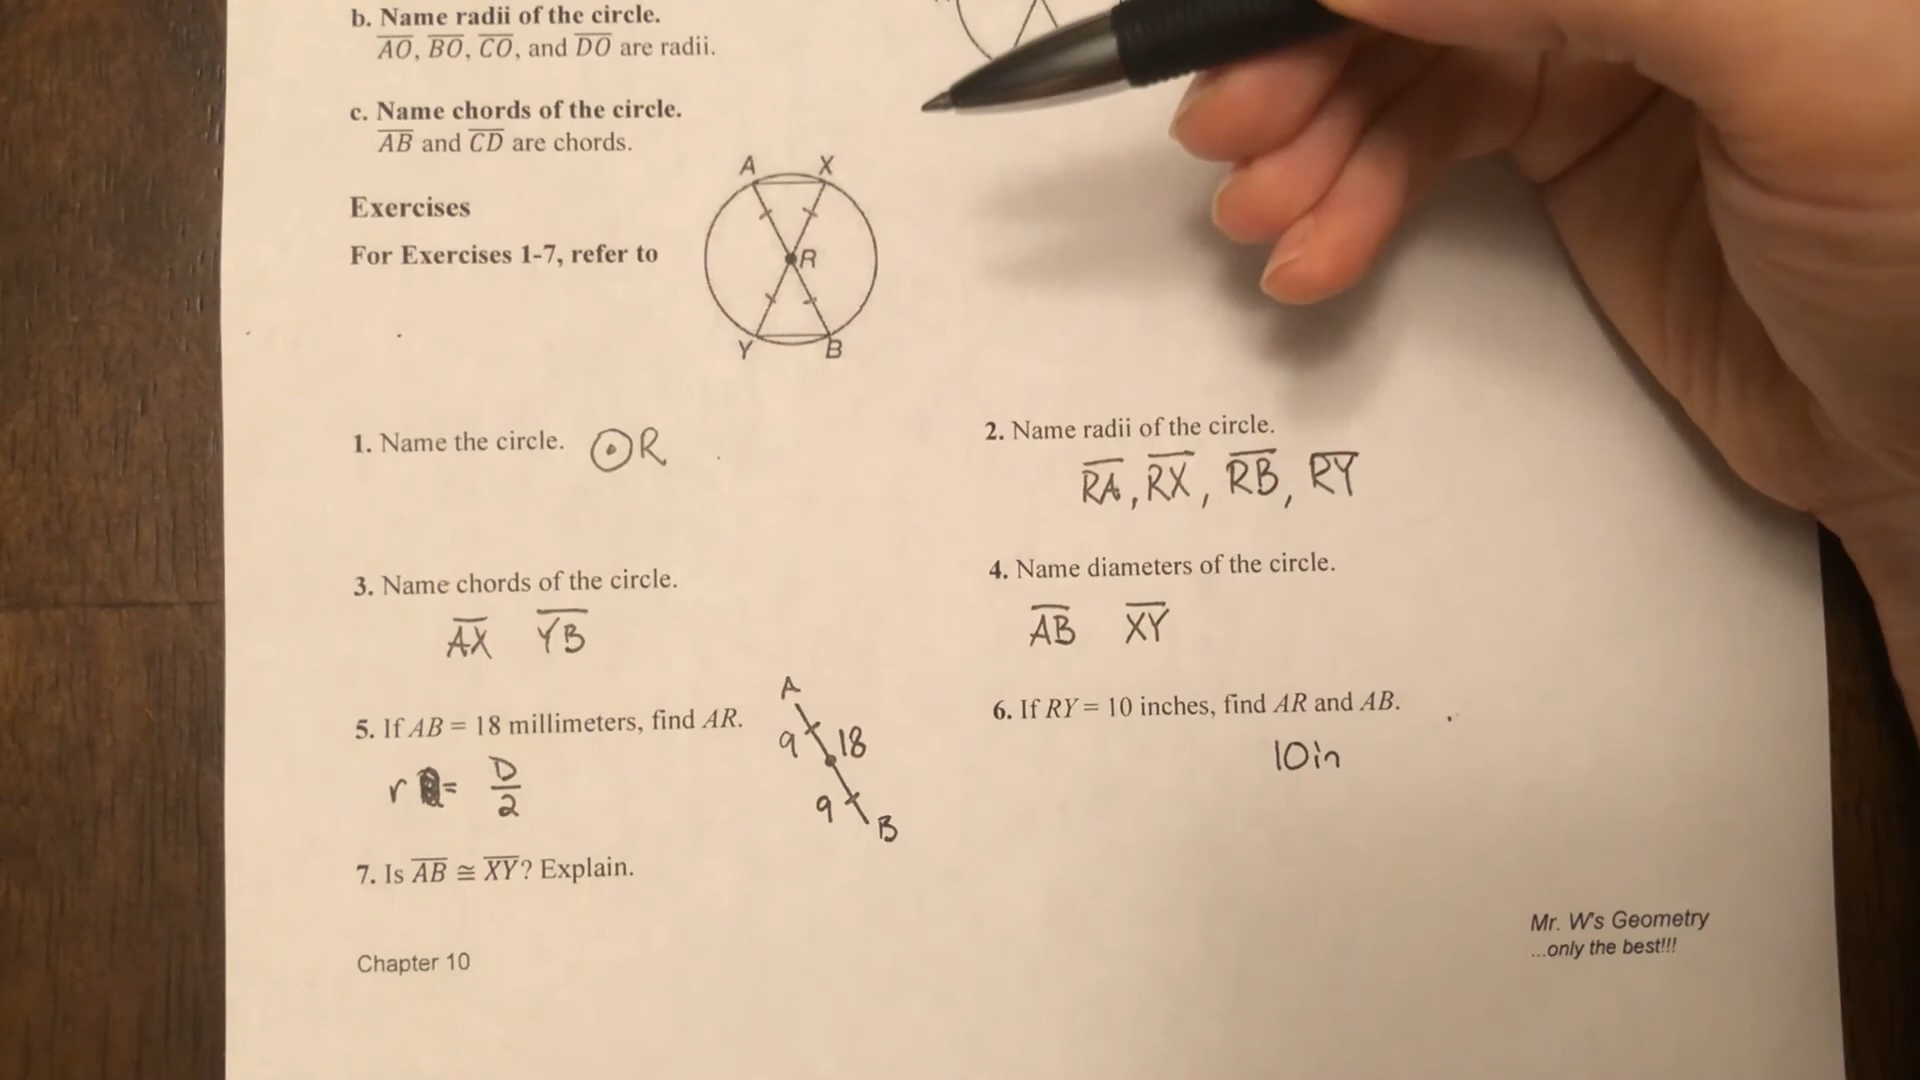 b. Name radii of the circle.
AO, BO, CO, and DO are radii.
c. Name chords of the circle.
AB and CD are chords.
Exercises
For Exercises 1-7, refer to
A X
R
Y B
1. Name the circle. ⊙R
2. Name radii of the circle.
RA, RX, RB, RY
3. Name chords of the circle.
AX YB
4. Name diameters of the circle.
AB XY
5. If AB = 18 millimeters, find AR.
r = D/2
A
9 18
9
B
6. If RY = 10 inches, find AR and AB.
10in
7. Is AB ≅ XY? Explain.
Chapter 10
Mr. W's Geometry
...only the best!!!